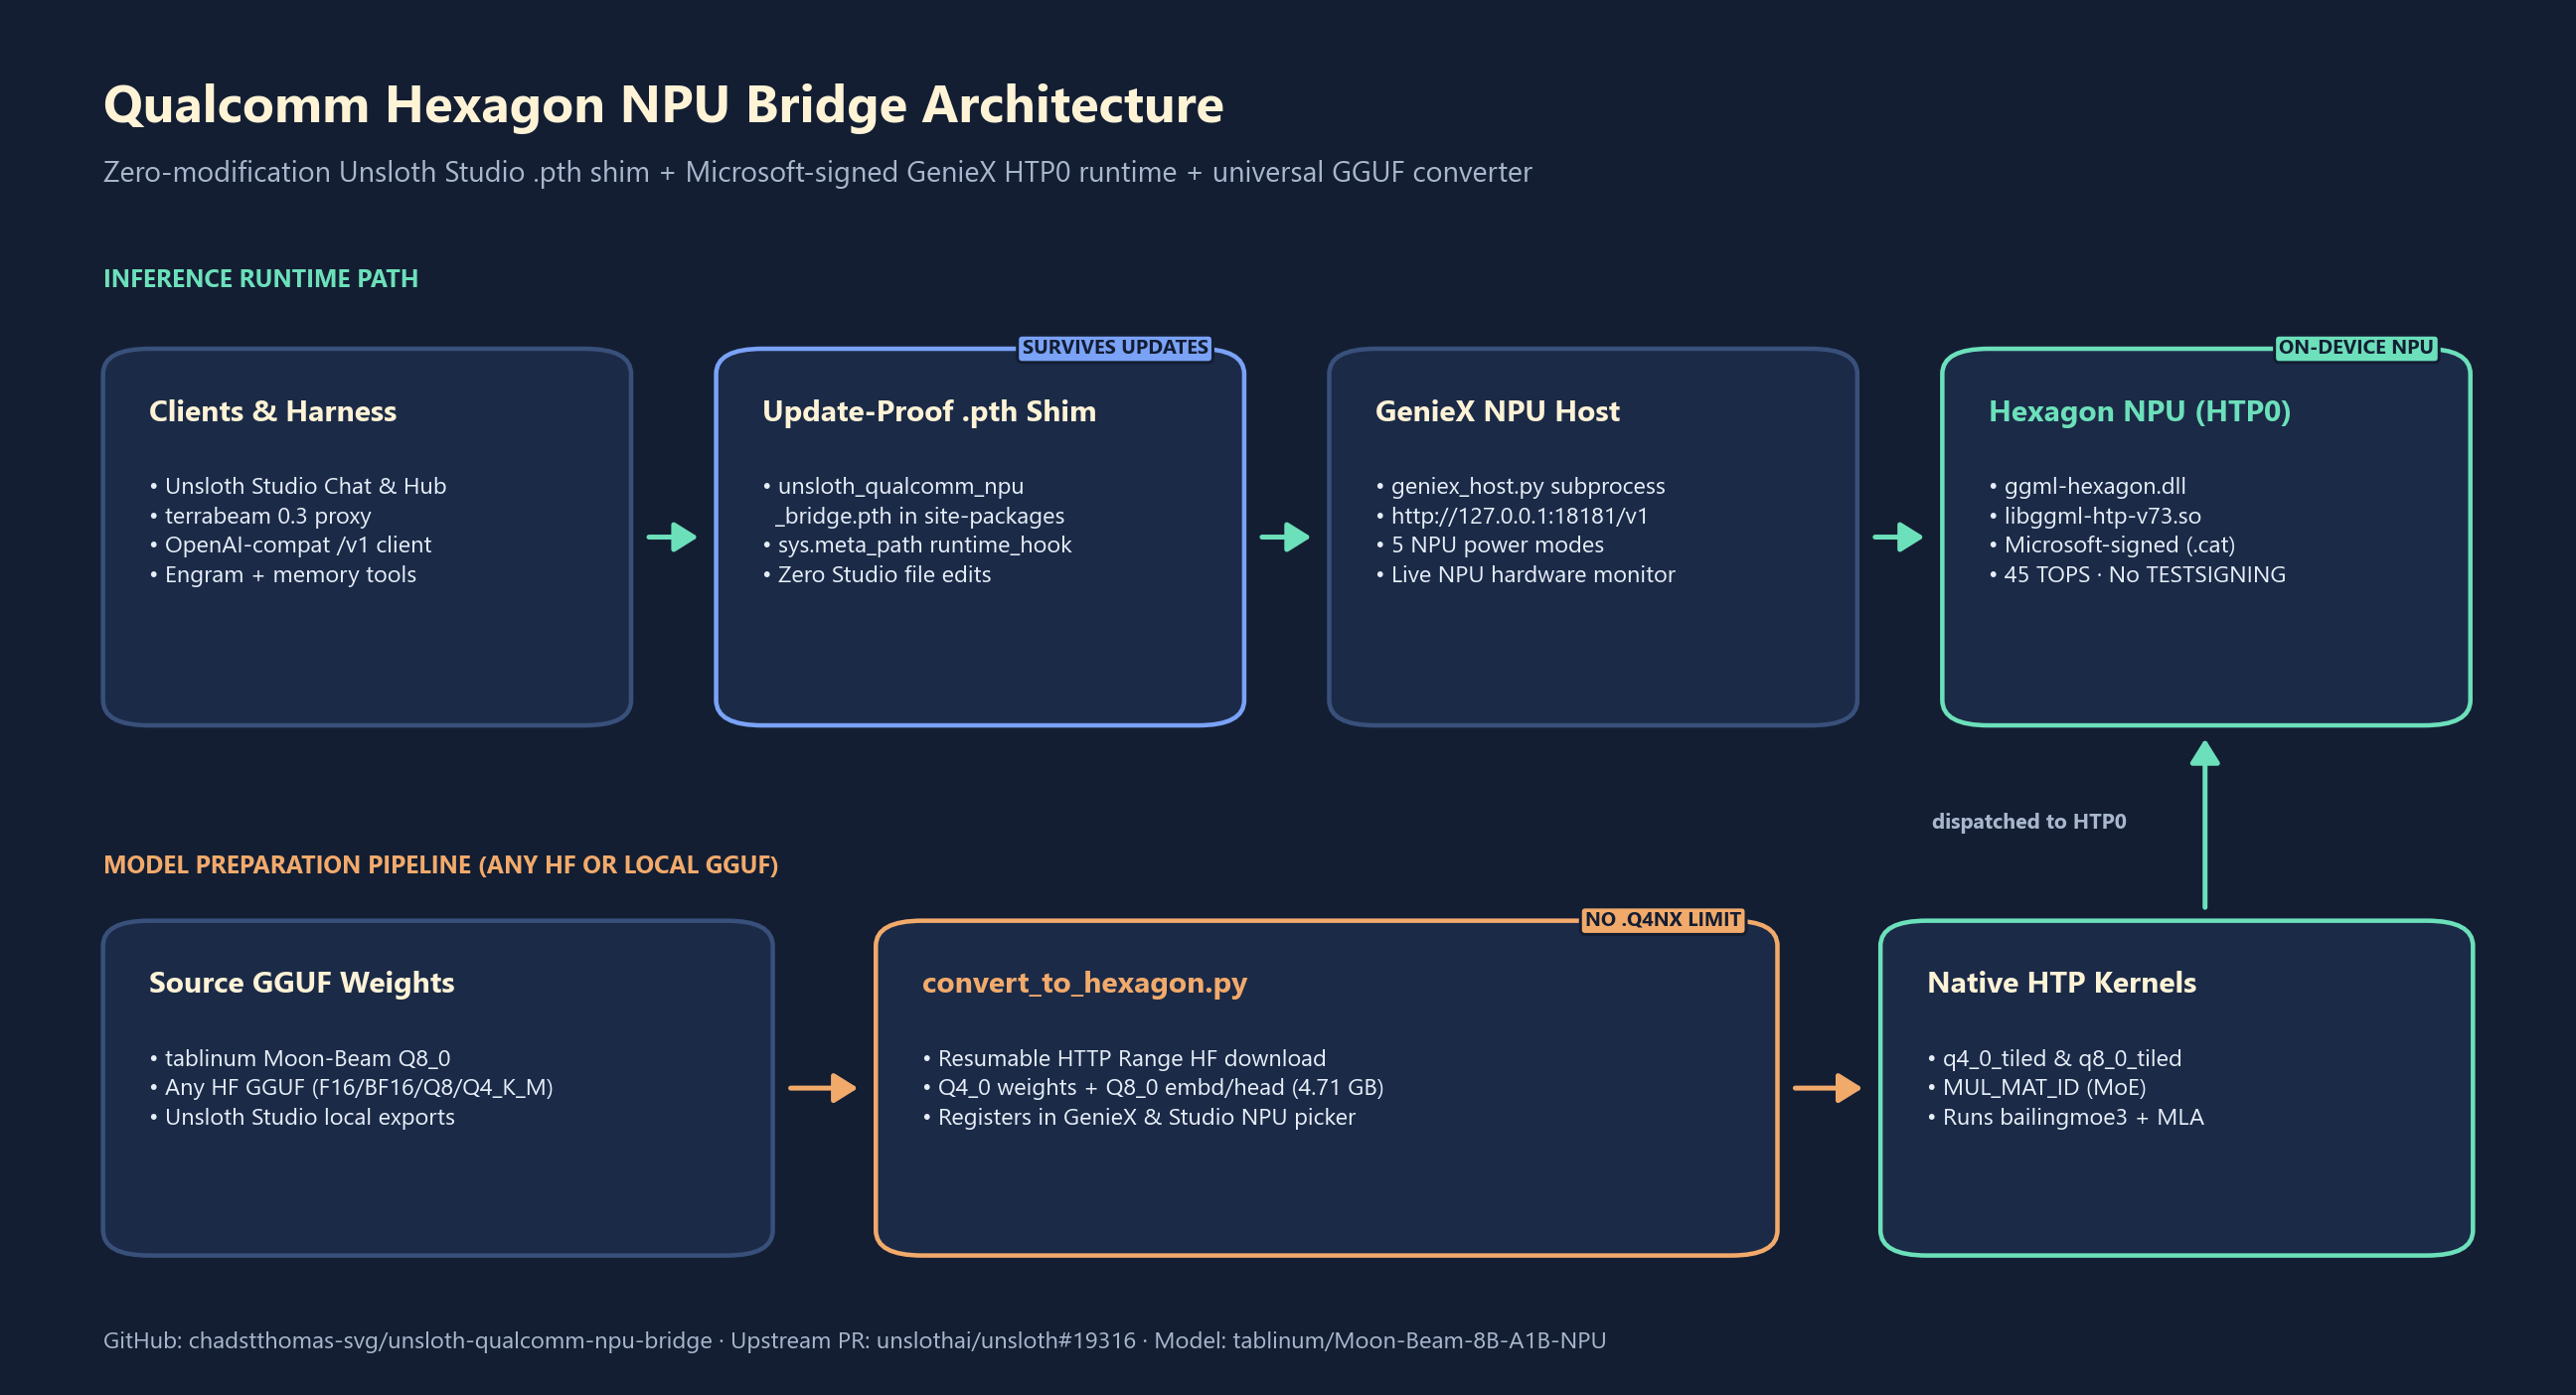 Qualcomm Hexagon NPU Bridge Architecture
Zero-modification Unsloth Studio .pth shim + Microsoft-signed GenieX HTP0 runtime + universal GGUF converter
INFERENCE RUNTIME PATH
Clients & Harness
• Unsloth Studio Chat & Hub
• terrabeam 0.3 proxy
• OpenAI-compat /v1 client
• Engram + memory tools
SURVIVES UPDATES
Update-Proof .pth Shim
• unsloth_qualcomm_npu
_bridge.pth in site-packages
• sys.meta_path runtime_hook
• Zero Studio file edits
GenieX NPU Host
• geniex_host.py subprocess
• http://127.0.0.1:18181/v1
• 5 NPU power modes
• Live NPU hardware monitor
ON-DEVICE NPU
Hexagon NPU (HTP0)
• ggml-hexagon.dll
• libggml-htp-v73.so
• Microsoft-signed (.cat)
• 45 TOPS · No TESTSIGNING
dispatched to HTP0
MODEL PREPARATION PIPELINE (ANY HF OR LOCAL GGUF)
Source GGUF Weights
• tablinum Moon-Beam Q8_0
• Any HF GGUF (F16/BF16/Q8/Q4_K_M)
• Unsloth Studio local exports
NO .Q4NX LIMIT
convert_to_hexagon.py
• Resumable HTTP Range HF download
• Q4_0 weights + Q8_0 embd/head (4.71 GB)
• Registers in GenieX & Studio NPU picker
Native HTP Kernels
• q4_0_tiled & q8_0_tiled
• MUL_MAT_ID (MoE)
• Runs bailingmoe3 + MLA
GitHub: chadstthomas-svg/unsloth-qualcomm-npu-bridge · Upstream PR: unslothai/unsloth#19316 · Model: tablinum/Moon-Beam-8B-A1B-NPU